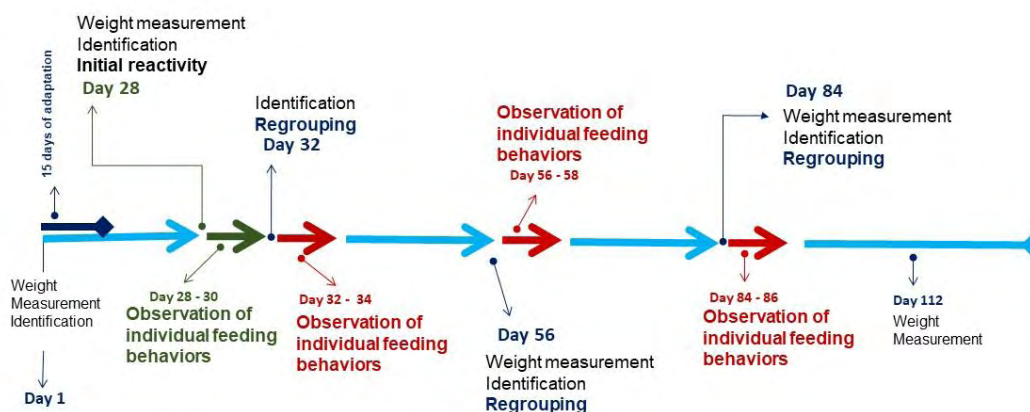 15 days of adaptation
Weight
Measurement
Identification
Day 1
Weight measurement
Identification
Initial reactivity
Day 28
Day 28 - 30
Observation of
individual feeding
behaviors
Identification
Regrouping
Day 32
Day 32 - 34
Observation of
individual feeding
behaviors
Day 56
Weight measurement
Identification
Regrouping
Observation of
individual feeding
behaviors
Day 56 - 58
Day 84
Weight measurement
Identification
Regrouping
Day 84 - 86
Observation of
individual feeding
behaviors
Day 112
Weight
Measurement